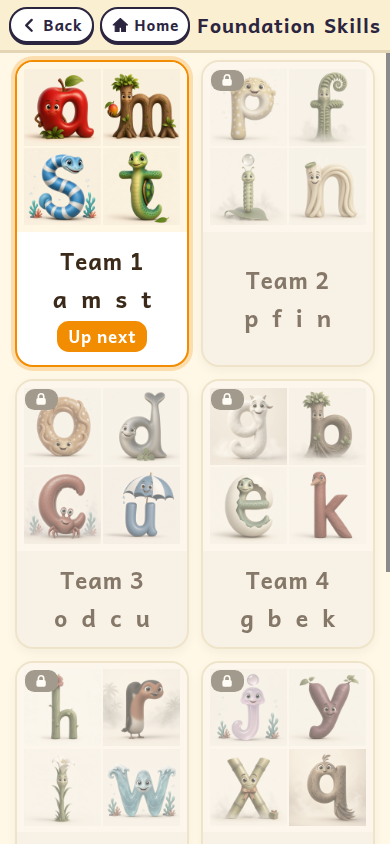 Back
Home
Foundation Skills
a m
s t
Team 1
a m s t
Up next
p f
i n
Team 2
p f i n
o d
c u
Team 3
o d c u
g b
e k
Team 4
g b e k
h r
i w
j y
x q